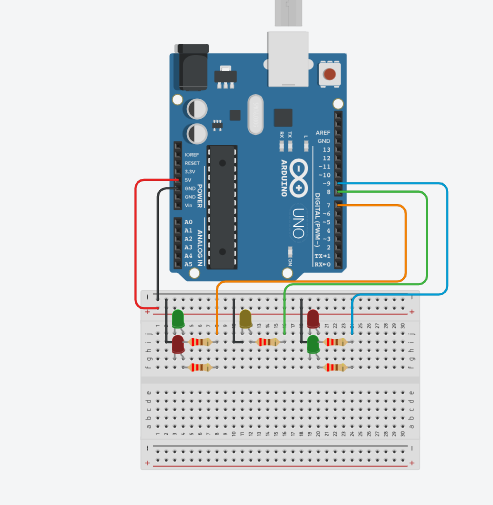 AREF
GND
13
12
~11
~10
~9
8
7
~6
~5
4
~3
2
TX→1
RX←0
DIGITAL (PWM~)
IOREF
RESET
3.3V
5V
GND
GND
Vin
POWER
A0
A1
A2
A3
A4
A5
ANALOG IN
TX
RX
L
ARDUINO
UNO
ON
j
i
h
g
f
e
d
c
b
a